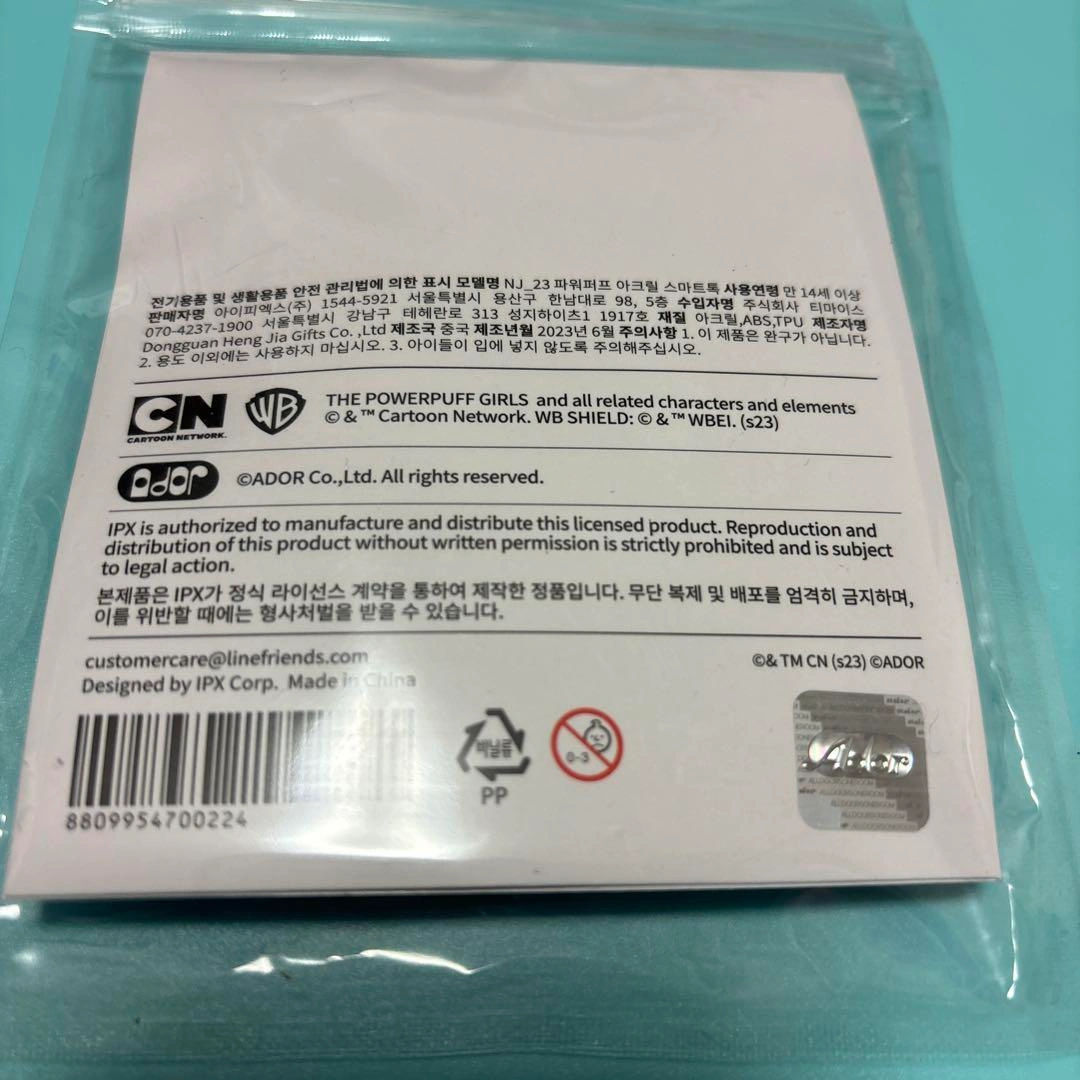 전기용품 및 생활용품 안전 관리법에 의한 표시 모델명 NJ_23 파워퍼프 아크릴 스마트톡 사용연령 만 14세 이상
판매자명 아이피엑스(주) 1544-5921 서울특별시 용산구 한남대로 98, 5층 수입자명 주식회사 티마이스
070-4237-1900 서울특별시 강남구 테헤란로 313 성지하이츠1 1917호 재질 아크릴,ABS,TPU 제조자명
Dongguan Heng Jia Gifts Co. ,Ltd 제조국 중국 제조년월 2023년 6월 주의사항 1. 이 제품은 완구가 아닙니다.
2. 용도 이외에는 사용하지 마십시오. 3. 아이들이 입에 넣지 않도록 주의해주십시오.
CN
CARTOON NETWORK.
WB
THE POWERPUFF GIRLS and all related characters and elements
© & ™ Cartoon Network. WB SHIELD: © & ™ WBEI. (s23)
Ador
©ADOR Co.,Ltd. All rights reserved.
IPX is authorized to manufacture and distribute this licensed product. Reproduction and
distribution of this product without written permission is strictly prohibited and is subject
to legal action.
본제품은 IPX가 정식 라이선스 계약을 통하여 제작한 정품입니다. 무단 복제 및 배포를 엄격히 금지하며,
이를 위반할 때에는 형사처벌을 받을 수 있습니다.
customercare@linefriends.com
©& TM CN (s23) ©ADOR
Designed by IPX Corp. Made in China
8809954700224
비닐류
PP
0-3
Ador
ALLDOORSONEROOM